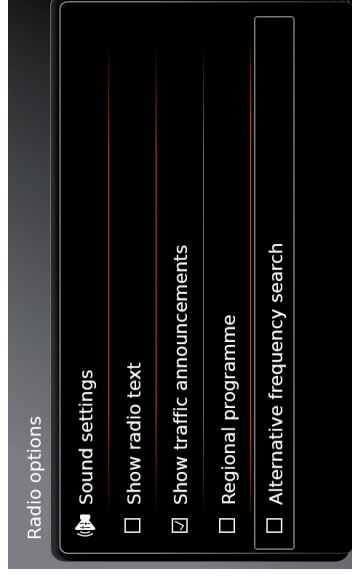 Radio options
Sound settings
Show radio text
Show traffic announcements
Regional programme
Alternative frequency search